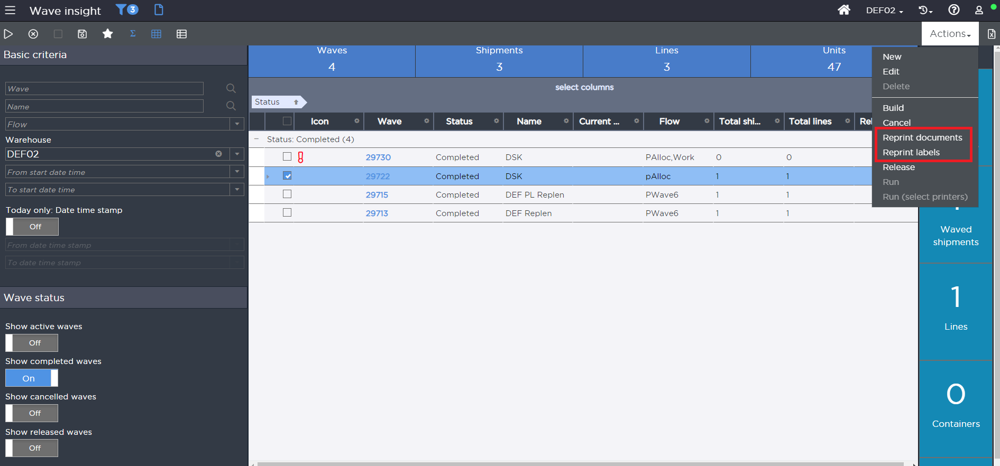 Wave insight 3 DEF02
Σ Actions
Basic criteria
Wave
Name
Flow
Warehouse
DEF02
From start date time
To start date time
Today only: Date time stamp
Off
From date time stamp
To date time stamp
Wave status
Show active waves
Off
Show completed waves
On
Show cancelled waves
Off
Show released waves
Off
Waves Shipments Lines Units
4 3 3 47
select columns
Status
Icon Wave Status Name Current ... Flow Total shi... Total lines Rel
Status: Completed (4)
29730 Completed DSK PAlloc,Work 0 0
29722 Completed DSK pAlloc 1 1
29715 Completed DEF PL Replen PWave6 1 1
29713 Completed DEF Replen PWave6 1 1
New
Edit
Delete
Build
Cancel
Reprint documents
Reprint labels
Release
Run
Run (select printers)
Waved
shipments
1
Lines
0
Containers